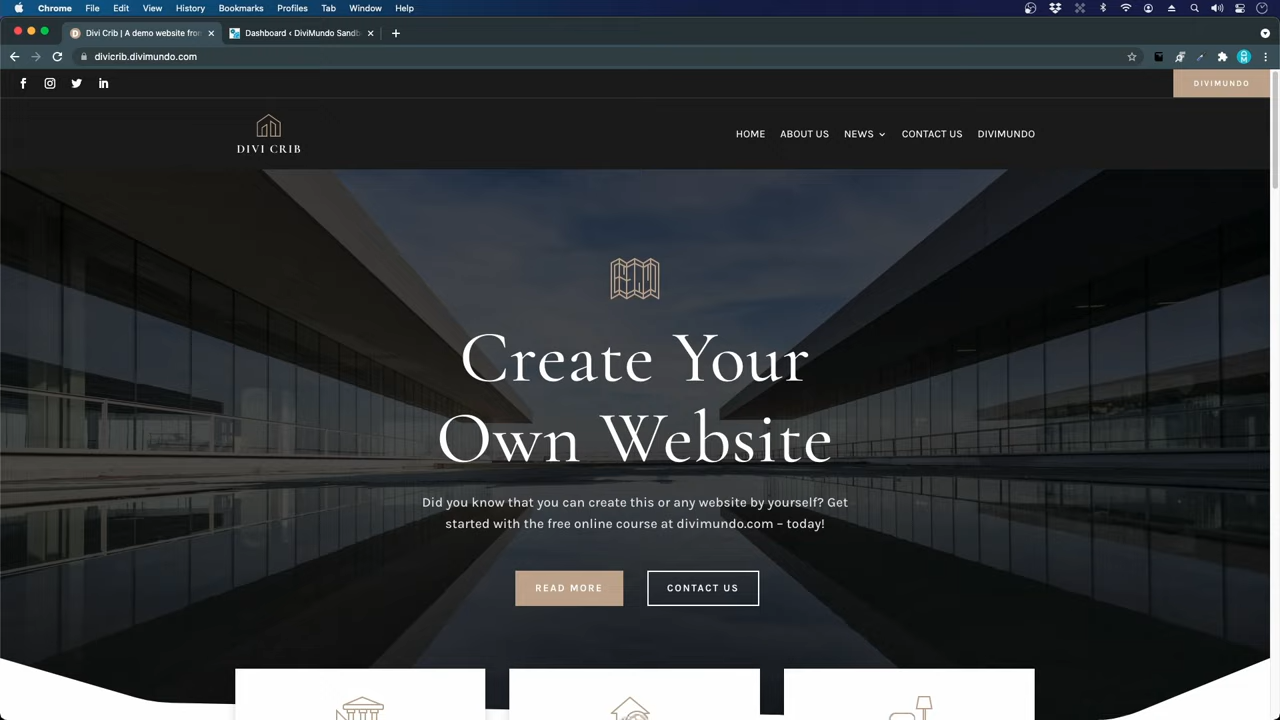 Chrome File Edit View History Bookmarks Profiles Tab Window Help
Divi Crib | A demo website from
Dashboard ‹ DiviMundo Sandb
divicrib.divimundo.com
DIVIMUNDO
DIVI CRIB
HOME ABOUT US NEWS CONTACT US DIVIMUNDO
Create Your
Own Website
Did you know that you can create this or any website by yourself? Get
started with the free online course at divimundo.com – today!
READ MORE CONTACT US